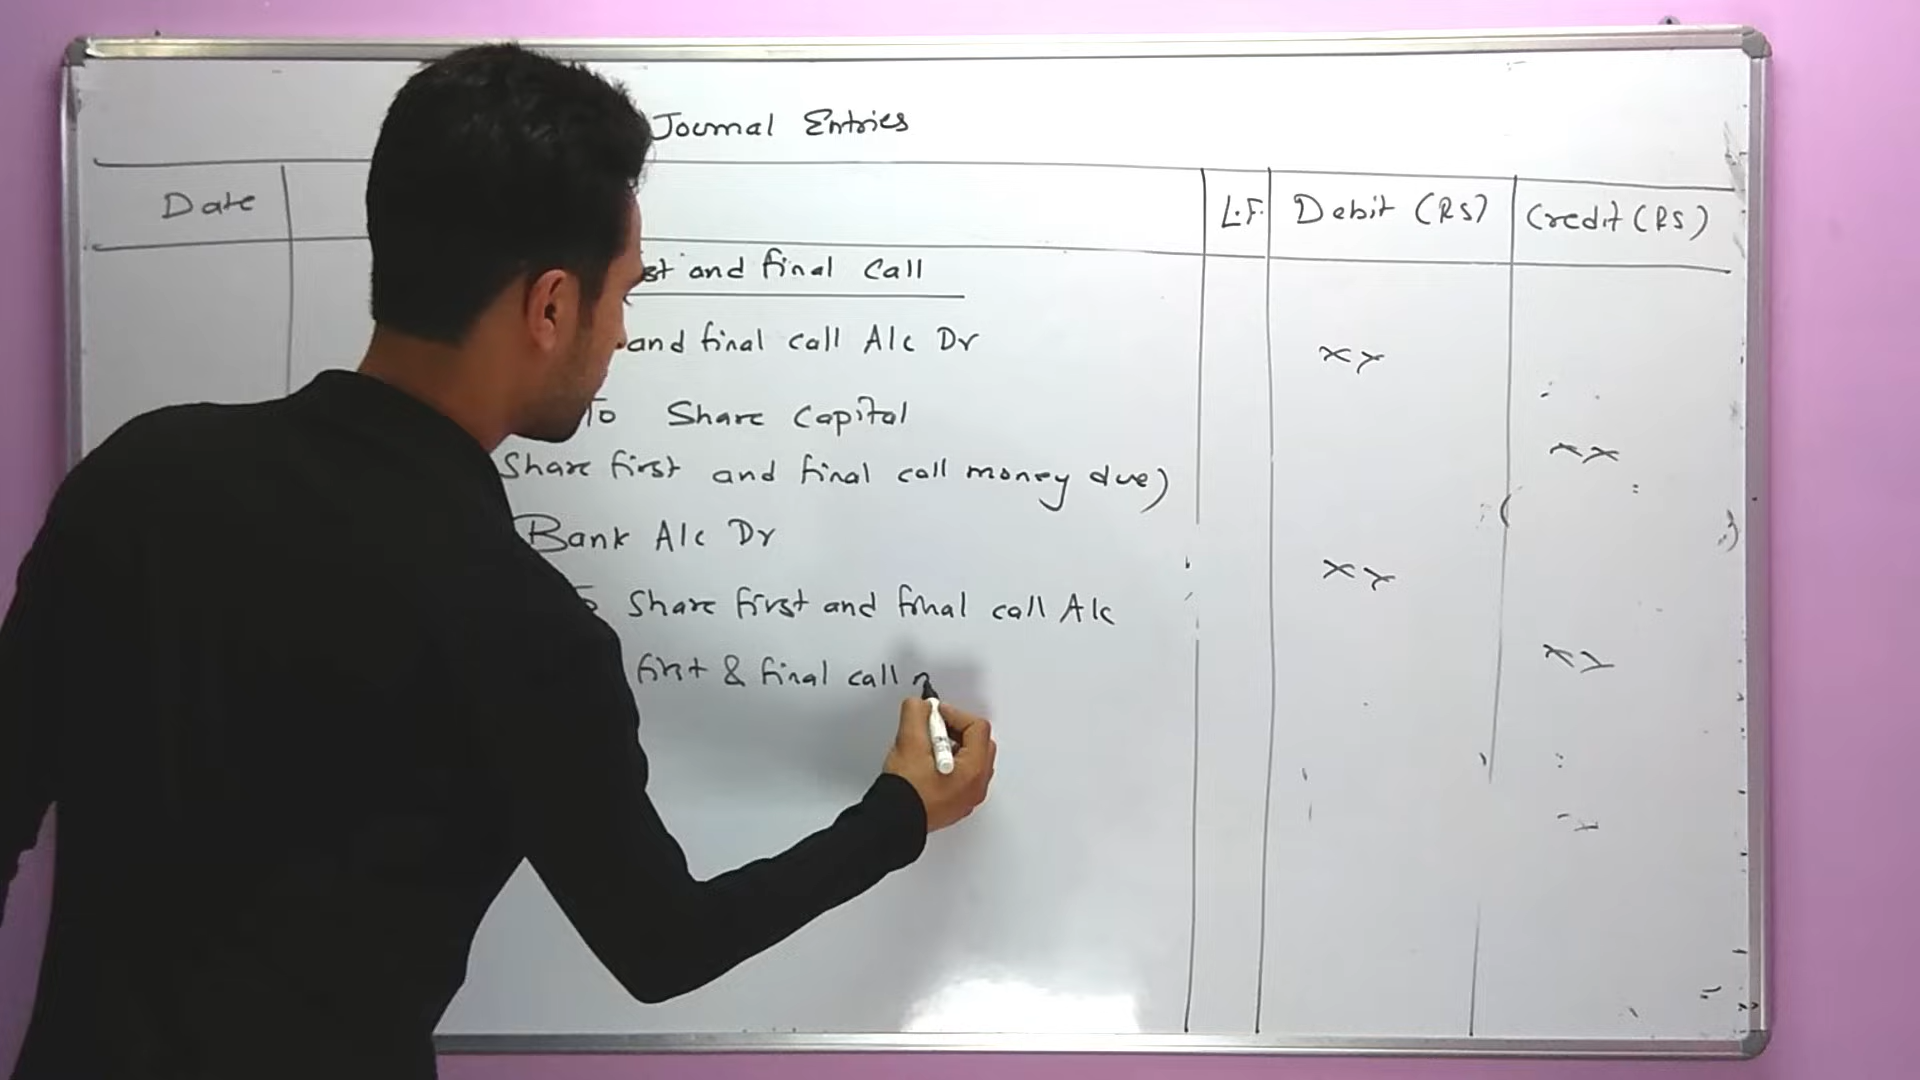 Journal Entries
Date L.F. Debit (RS) Credit (RS)
and final call
and final call A/c Dr xx
To Share Capital xx
Share first and final call money due)
Bank A/c Dr xx
To Share first and final call A/c xx
first & final call